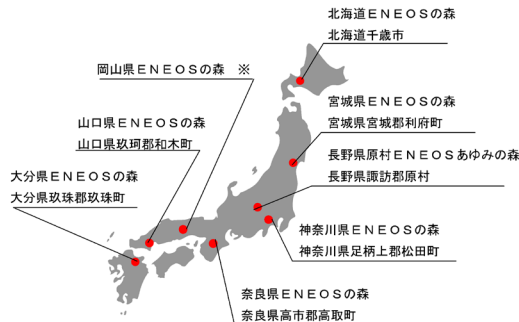 北海道ＥＮＥＯＳの森
北海道千歳市
岡山県ＥＮＥＯＳの森　※
宮城県ＥＮＥＯＳの森
宮城県宮城郡利府町
山口県ＥＮＥＯＳの森
山口県玖珂郡和木町
長野県原村ＥＮＥＯＳあゆみの森
長野県諏訪郡原村
大分県ＥＮＥＯＳの森
大分県玖珠郡玖珠町
神奈川県ＥＮＥＯＳの森
神奈川県足柄上郡松田町
奈良県ＥＮＥＯＳの森
奈良県高市郡高取町